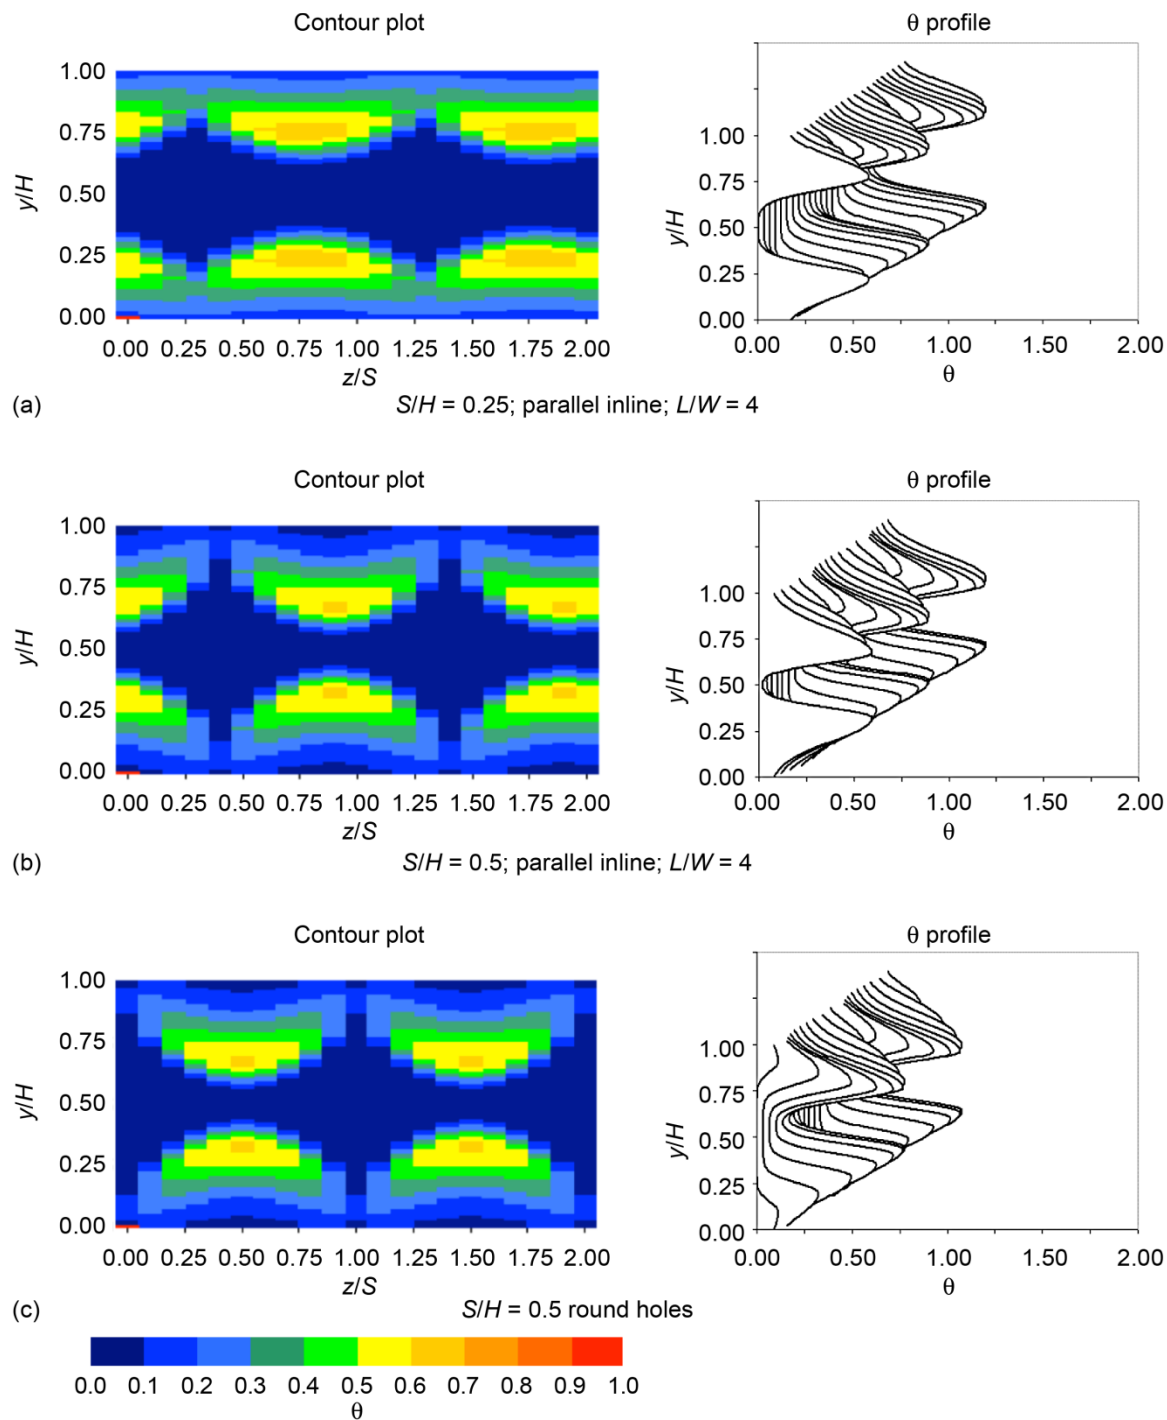 Contour plot
θ profile
1.00
0.75
0.50
0.25
0.00
y/H
0.00 0.25 0.50 0.75 1.00 1.25 1.50 1.75 2.00
z/S
1.00
0.75
0.50
0.25
0.00
y/H
0.00 0.50 1.00 1.50 2.00
θ
(a) S/H = 0.25; parallel inline; L/W = 4
Contour plot
θ profile
1.00
0.75
0.50
0.25
0.00
y/H
0.00 0.25 0.50 0.75 1.00 1.25 1.50 1.75 2.00
z/S
1.00
0.75
0.50
0.25
0.00
y/H
0.00 0.50 1.00 1.50 2.00
θ
(b) S/H = 0.5; parallel inline; L/W = 4
Contour plot
θ profile
1.00
0.75
0.50
0.25
0.00
y/H
0.00 0.25 0.50 0.75 1.00 1.25 1.50 1.75 2.00
z/S
1.00
0.75
0.50
0.25
0.00
y/H
0.00 0.50 1.00 1.50 2.00
θ
(c) S/H = 0.5 round holes
0.0 0.1 0.2 0.3 0.4 0.5 0.6 0.7 0.8 0.9 1.0
θ